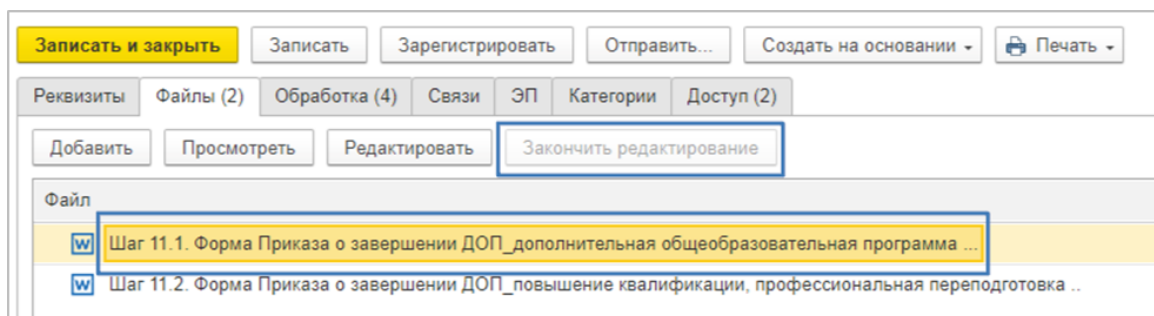 Записать и закрыть Записать Зарегистрировать Отправить... Создать на основании Печать
Реквизиты Файлы (2) Обработка (4) Связи ЭП Категории Доступ (2)
Добавить Просмотреть Редактировать Закончить редактирование
Файл
Шаг 11.1. Форма Приказа о завершении ДОП_дополнительная общеобразовательная программа ...
Шаг 11.2. Форма Приказа о завершении ДОП_повышение квалификации, профессиональная переподготовка ..